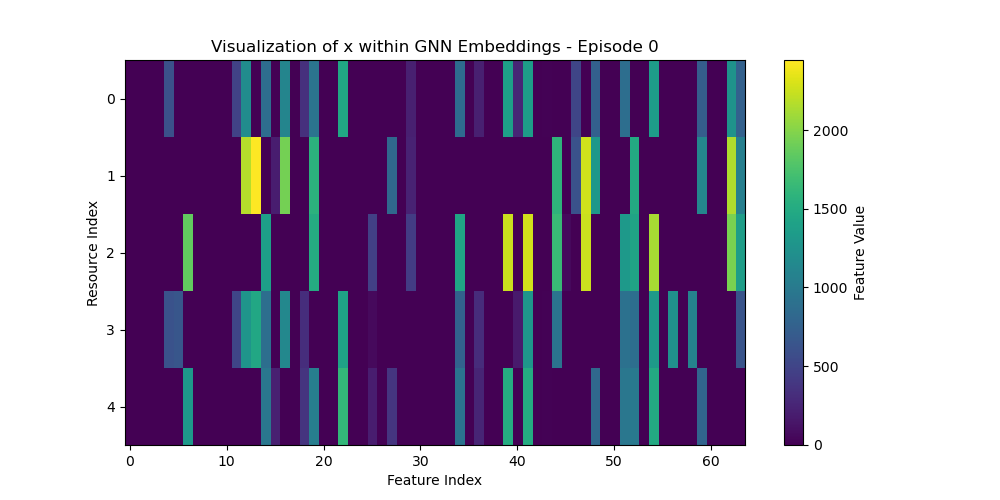 Visualization of x within GNN Embeddings - Episode 0
Resource Index
0
1
2
3
4
0 10 20 30 40 50 60
Feature Index
2000
1500
1000
500
0
Feature Value